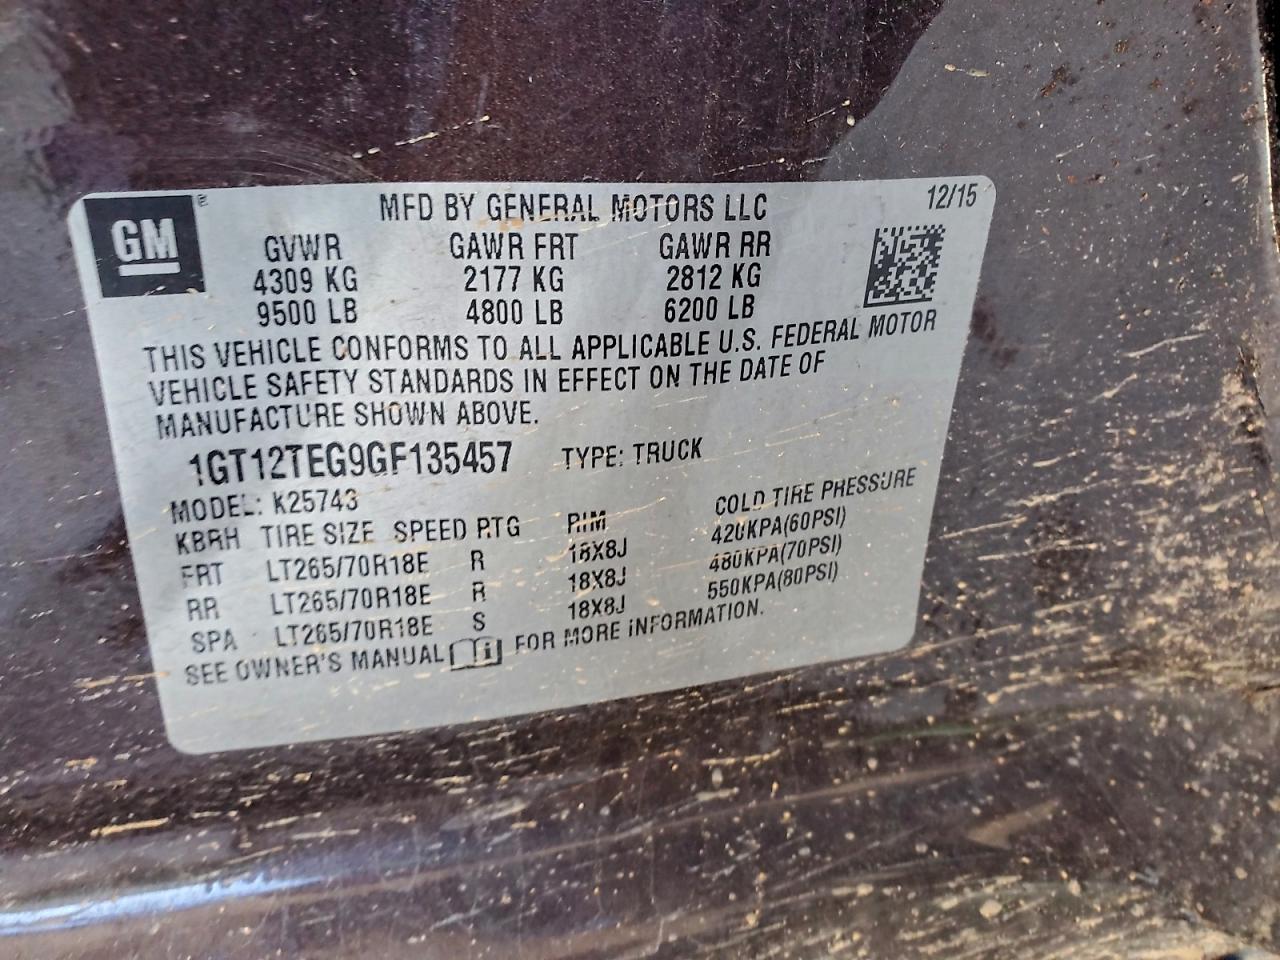 GM ®
MFD BY GENERAL MOTORS LLC 12/15
GVWR GAWR FRT GAWR RR
4309 KG 2177 KG 2812 KG
9500 LB 4800 LB 6200 LB
THIS VEHICLE CONFORMS TO ALL APPLICABLE U.S. FEDERAL MOTOR
VEHICLE SAFETY STANDARDS IN EFFECT ON THE DATE OF
MANUFACTURE SHOWN ABOVE.
1GT12TEG9GF135457 TYPE: TRUCK
MODEL: K25743
KBRH TIRE SIZE SPEED RTG RIM COLD TIRE PRESSURE
FRT LT265/70R18E R 18X8J 420KPA(60PSI)
RR LT265/70R18E R 18X8J 480KPA(70PSI)
SPA LT265/70R18E S 18X8J 550KPA(80PSI)
SEE OWNER'S MANUAL i FOR MORE INFORMATION.